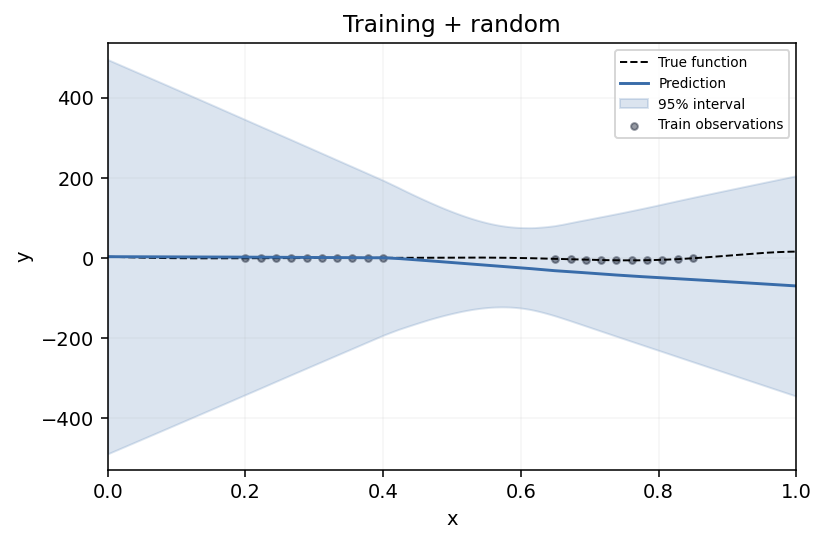 Training + random
True function
Prediction
95% interval
Train observations
400
200
0
−200
−400
y
0.0 0.2 0.4 0.6 0.8 1.0
x